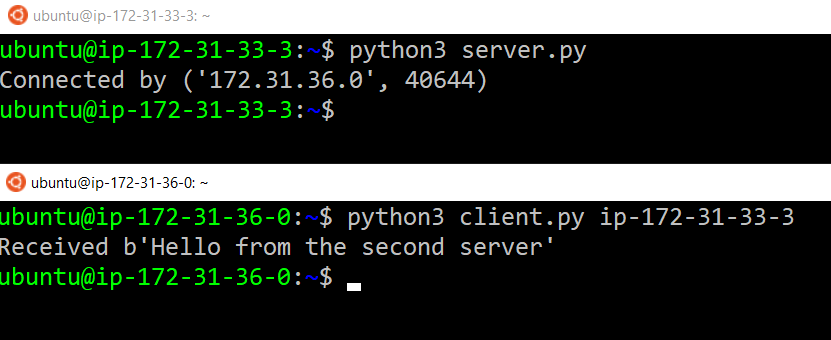 ubuntu@ip-172-31-33-3: ~
ubuntu@ip-172-31-33-3:~$ python3 server.py
Connected by ('172.31.36.0', 40644)
ubuntu@ip-172-31-33-3:~$
ubuntu@ip-172-31-36-0: ~
ubuntu@ip-172-31-36-0:~$ python3 client.py ip-172-31-33-3
Received b'Hello from the second server'
ubuntu@ip-172-31-36-0:~$